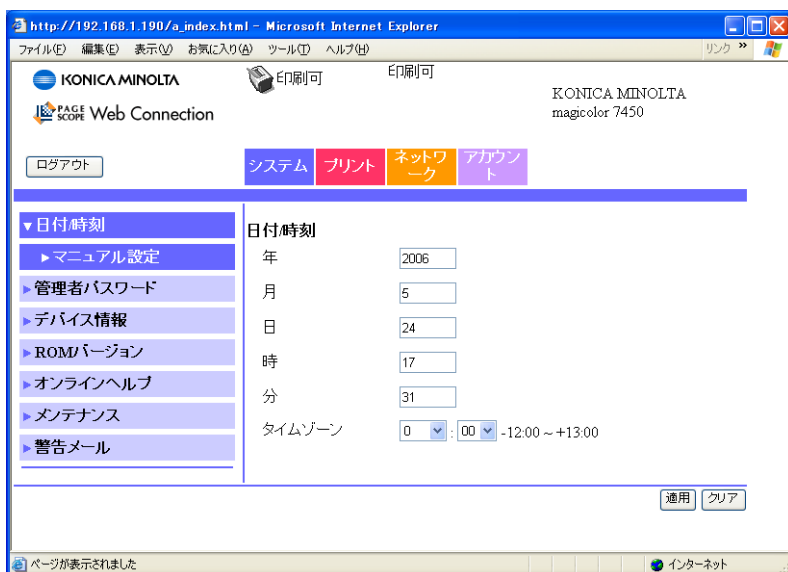 http://192.168.1.190/a_index.html - Microsoft Internet Explorer
ファイル(F) 編集(E) 表示(V) お気に入り(A) ツール(T) ヘルプ(H) リンク »
KONICA MINOLTA
印刷可
印刷可
KONICA MINOLTA
magicolor 7450
PAGE SCOPE Web Connection
ログアウト
システム
プリント
ネットワ
ーク
アカウン
ト
▼日付/時刻
▶マニュアル設定
▶管理者パスワード
▶デバイス情報
▶ROMバージョン
▶オンラインヘルプ
▶メンテナンス
▶警告メール
日付/時刻
年 2006
月 5
日 24
時 17
分 31
タイムゾーン 0 : 00 -12:00 ~ +13:00
適用 クリア
ページが表示されました インターネット